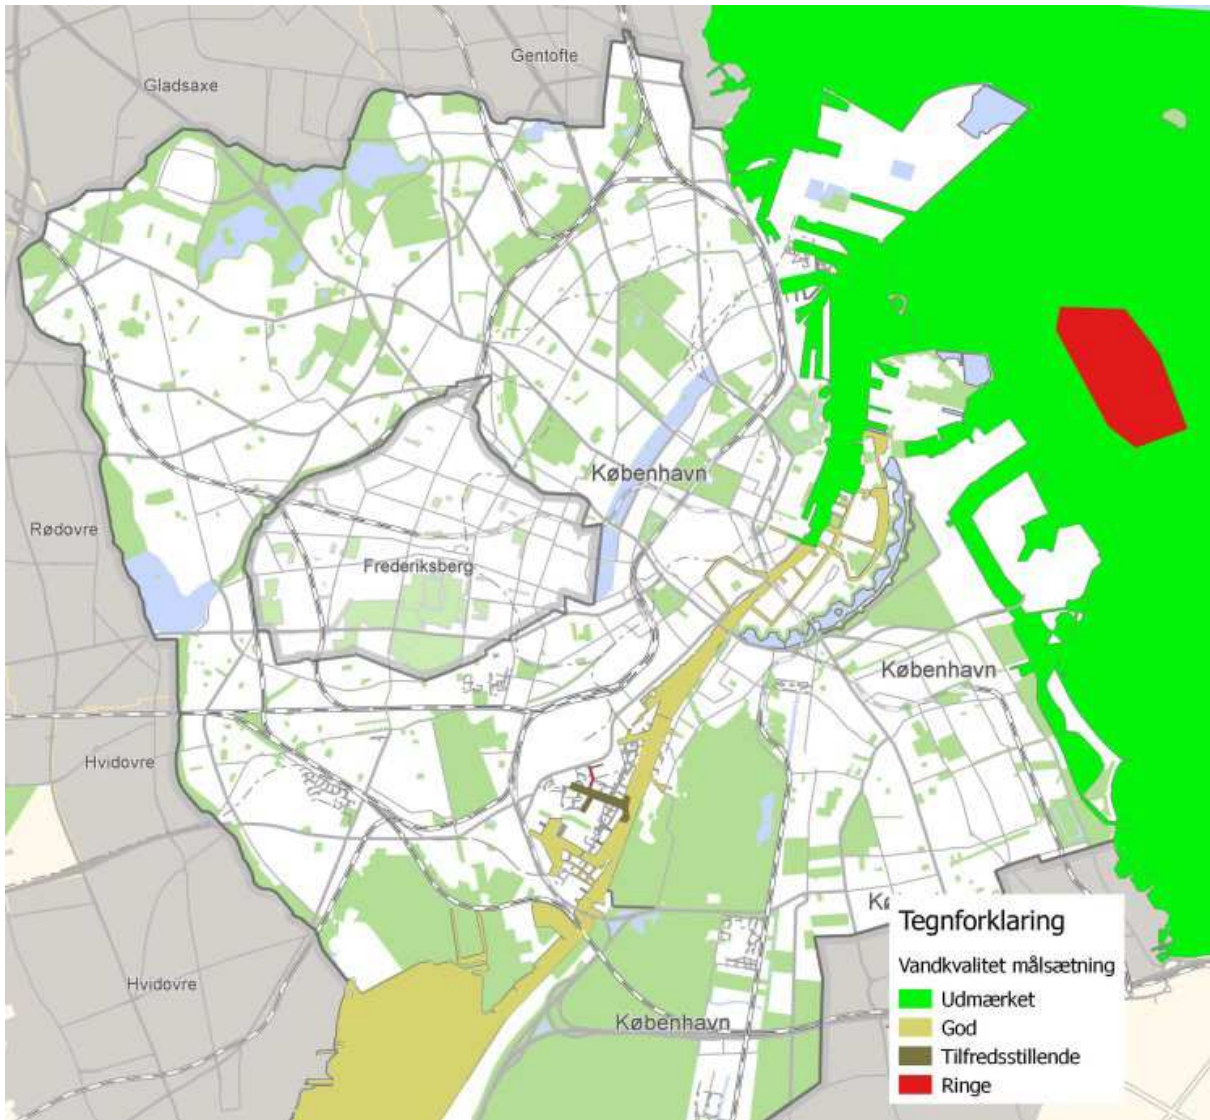 Gentofte
Gladsaxe
København
Rødovre
Frederiksberg
København
Hvidovre
Tegnforklaring
Vandkvalitet målsætning
Udmærket
God
Tilfredsstillende
Ringe
Hvidovre
København